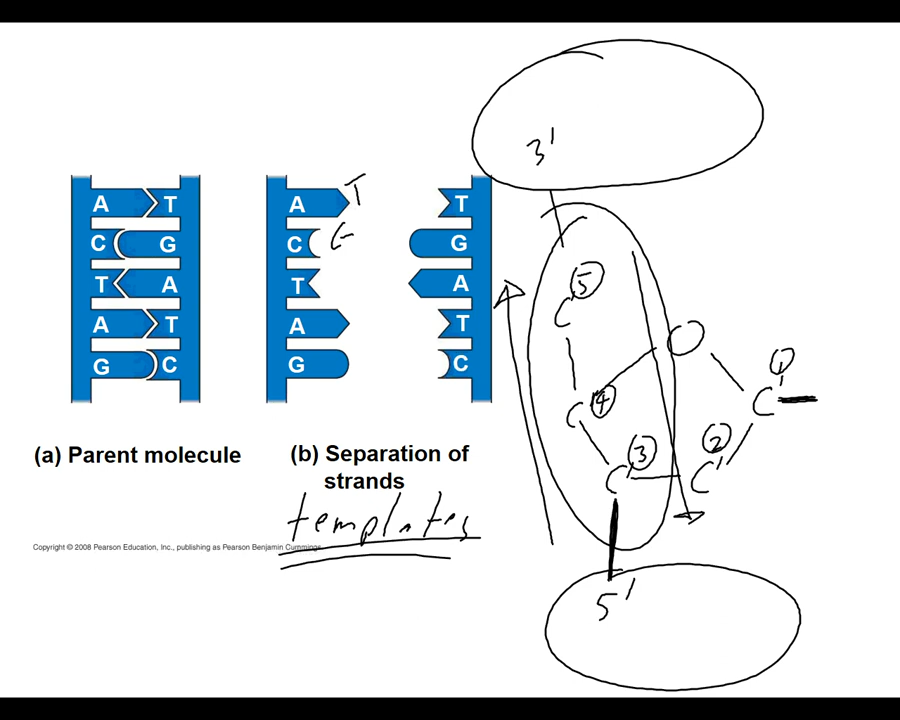 A T
C G
T A
A T
G C
(a) Parent molecule
A T T
C G G
T A
A T
G C
(b) Separation of
strands
templates
Copyright © 2008 Pearson Education, Inc., publishing as Pearson Benjamin Cummings
3'
C 5
C 4
C 3
C 2
C 1
O
5'